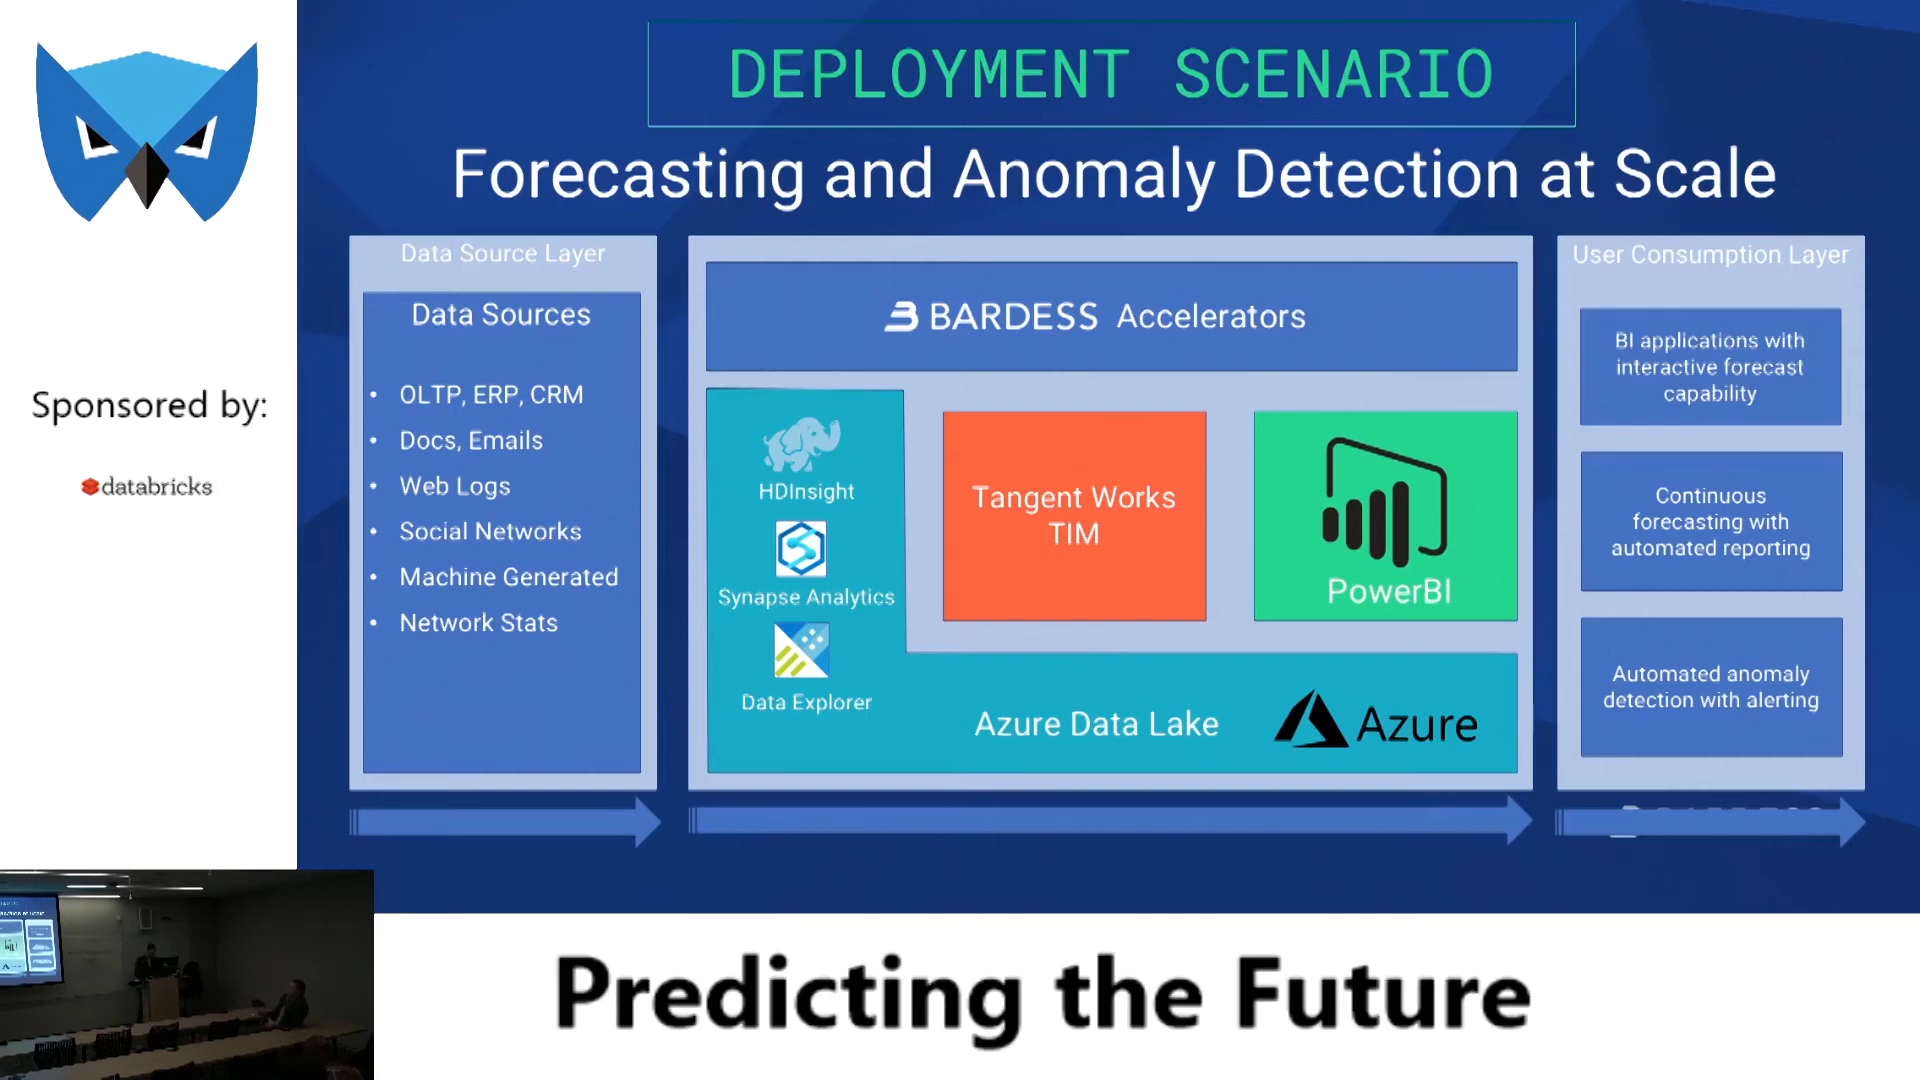 DEPLOYMENT SCENARIO
Forecasting and Anomaly Detection at Scale
Sponsored by:
databricks
Data Source Layer
Data Sources
• OLTP, ERP, CRM
• Docs, Emails
• Web Logs
• Social Networks
• Machine Generated
• Network Stats
BARDESS Accelerators
HDInsight
Synapse Analytics
Data Explorer
Tangent Works
TIM
PowerBI
Azure Data Lake
Azure
User Consumption Layer
BI applications with
interactive forecast
capability
Continuous
forecasting with
automated reporting
Automated anomaly
detection with alerting
Predicting the Future